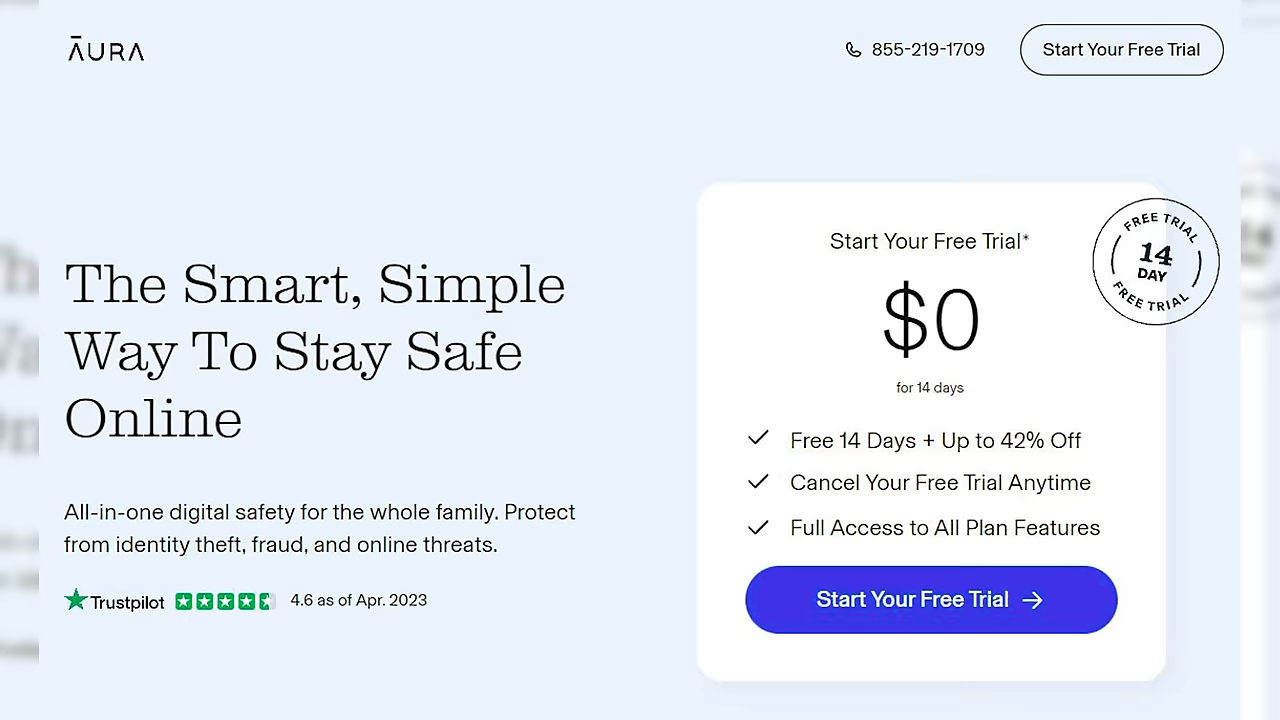 ĀURA
855-219-1709
Start Your Free Trial
The Smart, Simple
Way To Stay Safe
Online
All-in-one digital safety for the whole family. Protect
from identity theft, fraud, and online threats.
Trustpilot
4.6 as of Apr. 2023
Start Your Free Trial*
$0
for 14 days
Free 14 Days + Up to 42% Off
Cancel Your Free Trial Anytime
Full Access to All Plan Features
Start Your Free Trial
FREE TRIAL
14
DAY
FREE TRIAL